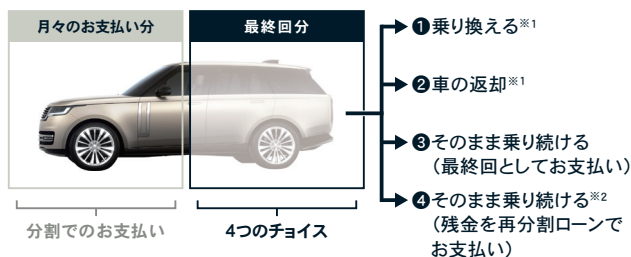 月々のお支払い分
最終回分
❶乗り換える※1
❷車の返却※1
❸そのまま乗り続ける
（最終回としてお支払い）
❹そのまま乗り続ける※2
（残金を再分割ローンで
お支払い）
分割でのお支払い
4つのチョイス